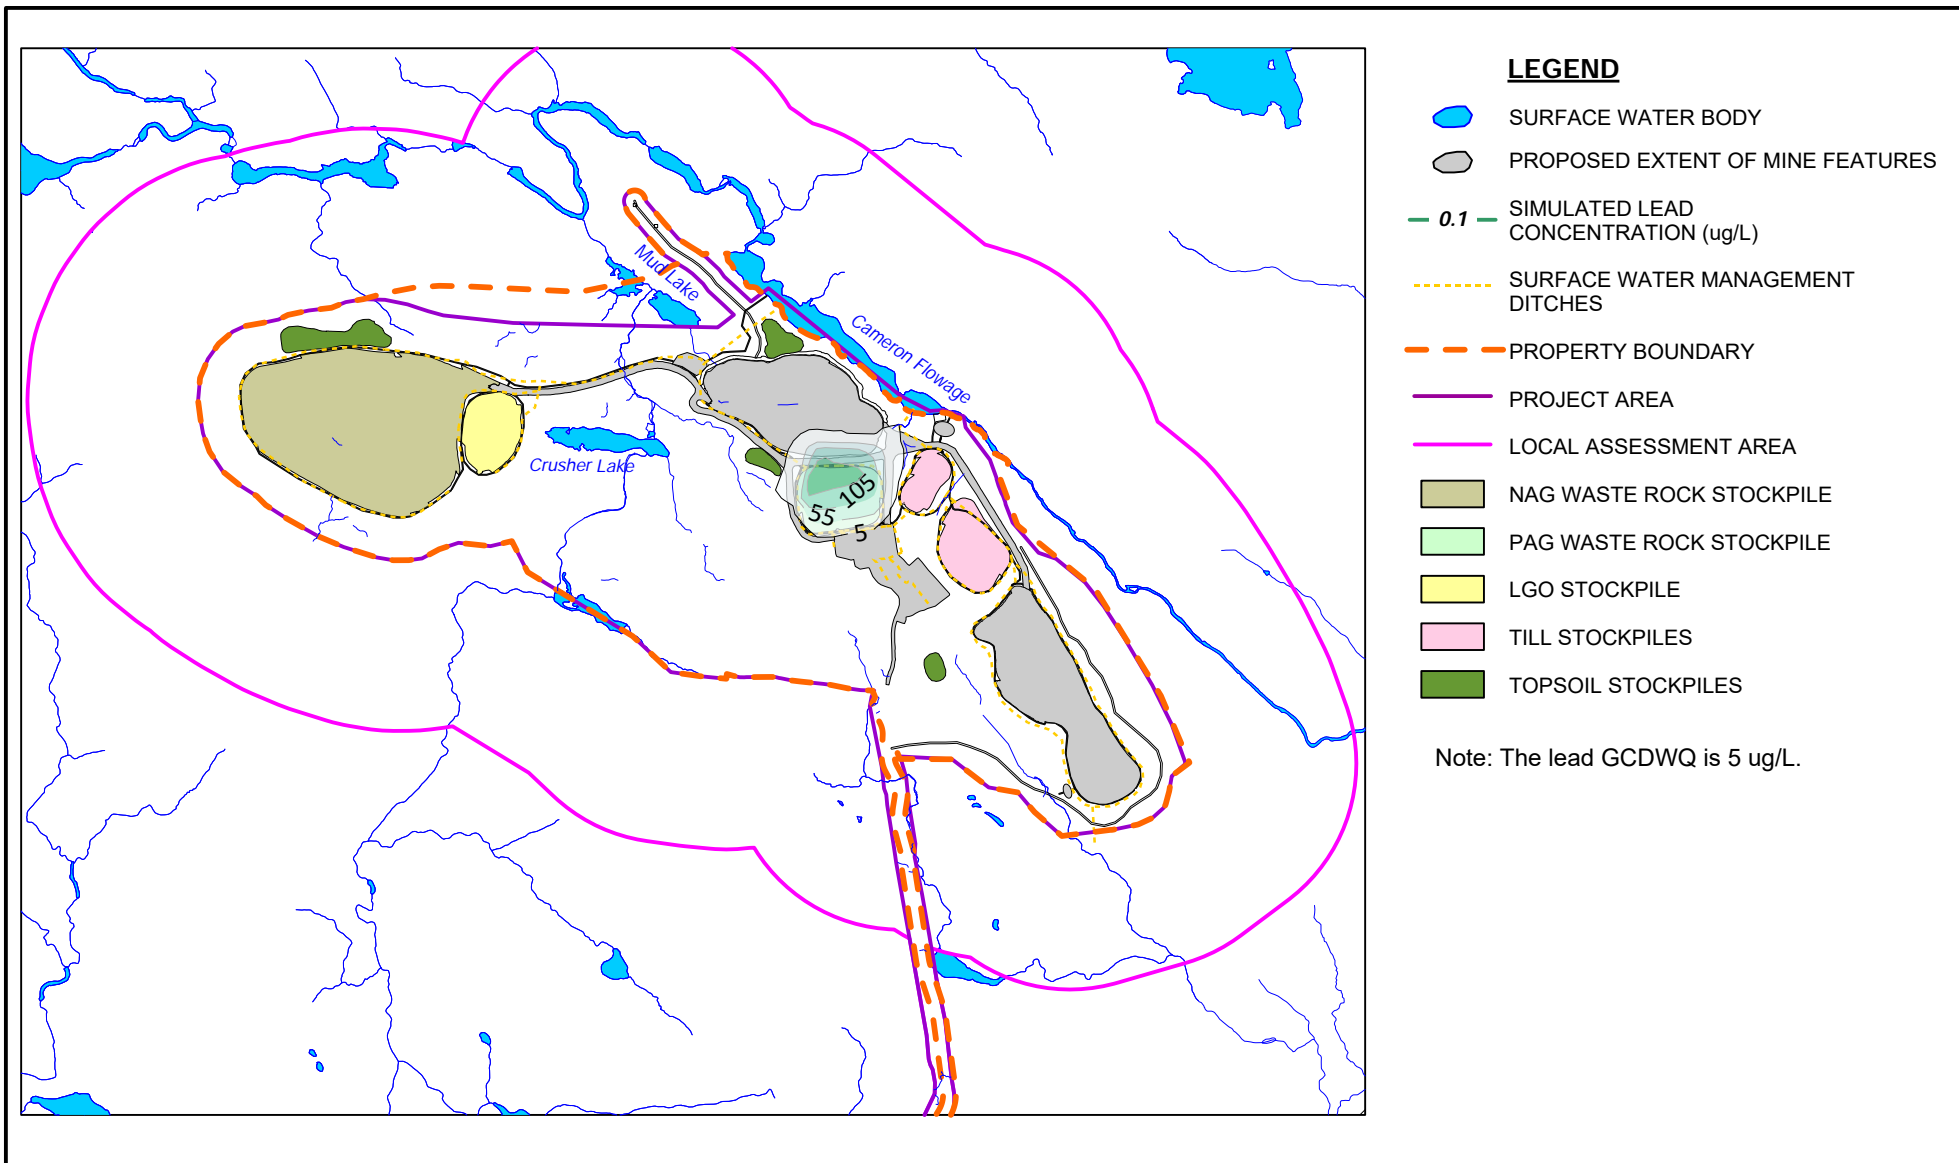 LEGEND
SURFACE WATER BODY
PROPOSED EXTENT OF MINE FEATURES
0.1
SIMULATED LEAD
CONCENTRATION (ug/L)
SURFACE WATER MANAGEMENT
DITCHES
PROPERTY BOUNDARY
PROJECT AREA
LOCAL ASSESSMENT AREA
NAG WASTE ROCK STOCKPILE
PAG WASTE ROCK STOCKPILE
LGO STOCKPILE
TILL STOCKPILES
TOPSOIL STOCKPILES
Note: The lead GCDWQ is 5 ug/L.
Mud Lake
Cameron Flowage
Crusher Lake
105
55
5